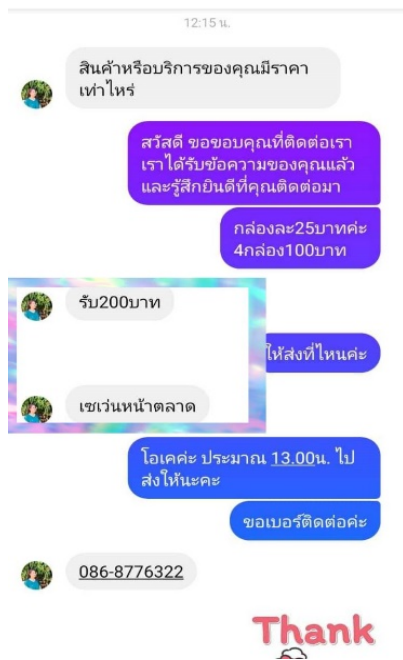 12:15 น.
สินค้าหรือบริการของคุณมีราคา
เท่าไหร่
สวัสดี ขอขอบคุณที่ติดต่อเรา
เราได้รับข้อความของคุณแล้ว
และรู้สึกยินดีที่คุณติดต่อมา
กล่องละ25บาทค่ะ
4กล่อง100บาท
รับ200บาท
ให้ส่งที่ไหนค่ะ
เซเว่นหน้าตลาด
โอเคค่ะ ประมาณ 13.00น. ไป
ส่งให้นะคะ
ขอเบอร์ติดต่อค่ะ
086-8776322
Thank